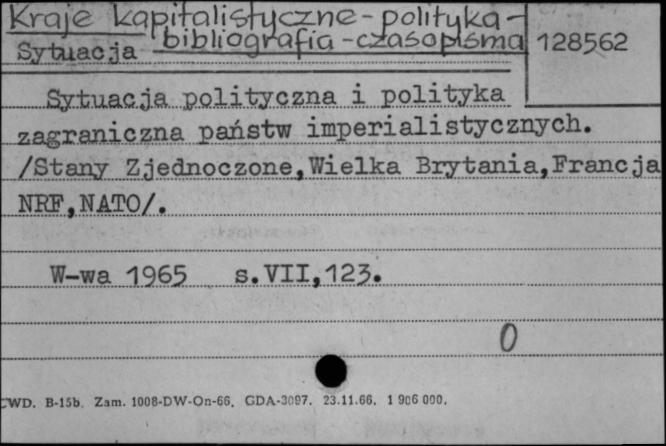 Kraje kapitalistyczne - polityka -
bibliografia - czasopisma
Sytuacja
128562
Sytuacja polityczna i polityka
zagraniczna państw imperialistycznych.
/Stany Zjednoczone,Wielka Brytania,Francja
NRF,NATO/.
W-wa 1965 s.VII,123.
0
CWD. B-15b. Zam. 1008-DW-On-66. GDA-3097. 23.11.66. 1 906 000.